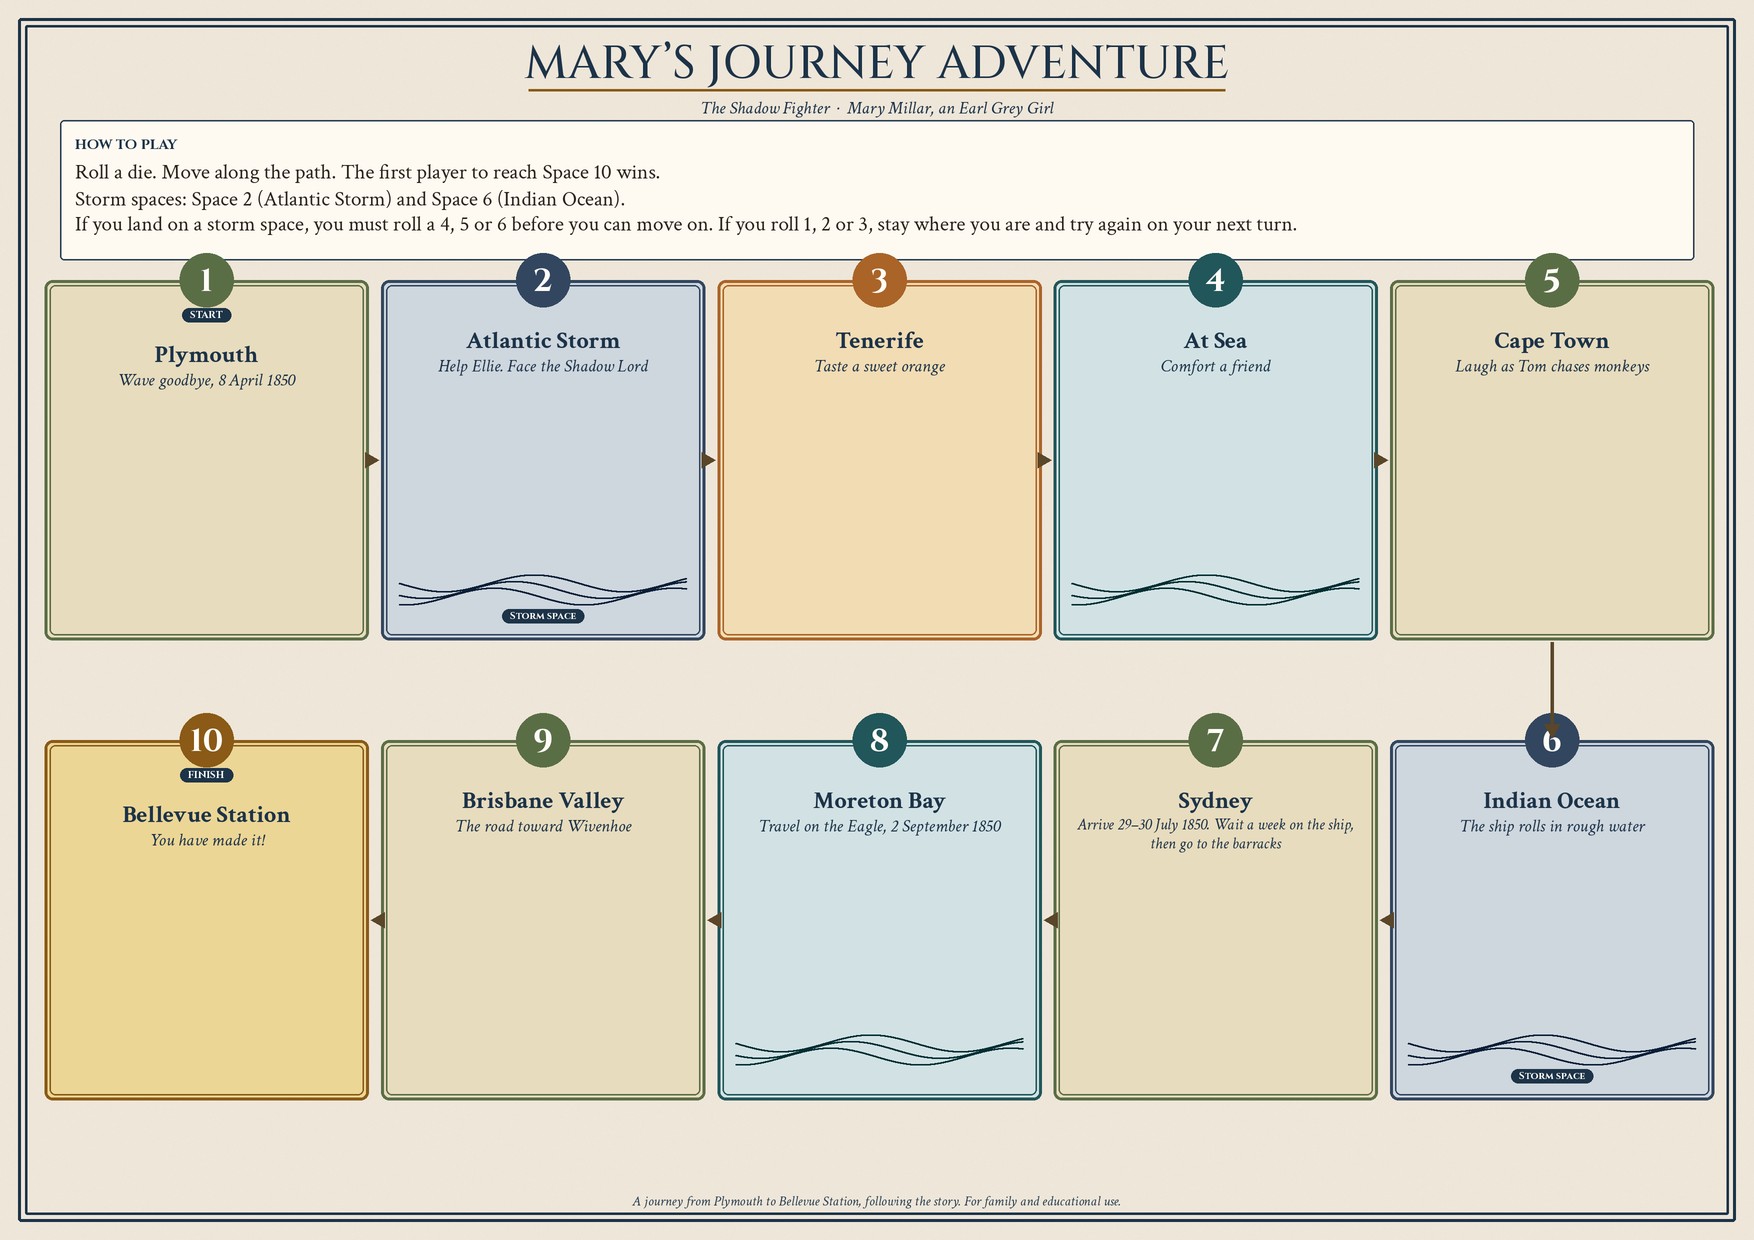 MARY’S JOURNEY ADVENTURE
The Shadow Fighter · Mary Millar, an Earl Grey Girl
HOW TO PLAY
Roll a die. Move along the path. The first player to reach Space 10 wins.
Storm spaces: Space 2 (Atlantic Storm) and Space 6 (Indian Ocean).
If you land on a storm space, you must roll a 4, 5 or 6 before you can move on. If you roll 1, 2 or 3, stay where you are and try again on your next turn.
1
START
Plymouth
Wave goodbye, 8 April 1850
2
Atlantic Storm
Help Ellie. Face the Shadow Lord
STORM SPACE
3
Tenerife
Taste a sweet orange
4
At Sea
Comfort a friend
5
Cape Town
Laugh as Tom chases monkeys
6
Indian Ocean
The ship rolls in rough water
STORM SPACE
7
Sydney
Arrive 29–30 July 1850. Wait a week on the ship,
then go to the barracks
8
Moreton Bay
Travel on the Eagle, 2 September 1850
9
Brisbane Valley
The road toward Wivenhoe
10
FINISH
Bellevue Station
You have made it!
A journey from Plymouth to Bellevue Station, following the story. For family and educational use.